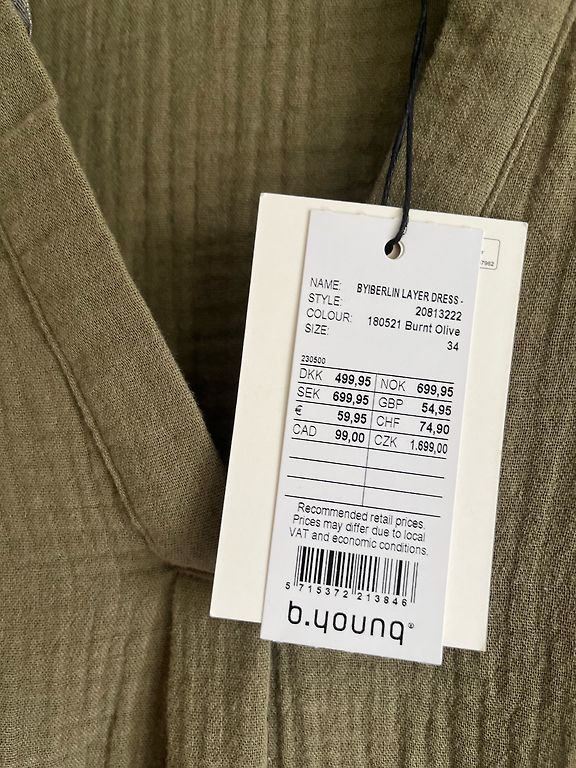 NAME: BYIBERLIN LAYER DRESS -
STYLE: 20813222
COLOUR: 180521 Burnt Olive
SIZE: 34
230500
DKK 499,95 NOK 699,95
SEK 699,95 GBP 54,95
€ 59,95 CHF 74,90
CAD 99,00 CZK 1.699,00
Recommended retail prices.
Prices may differ due to local
VAT and economic conditions.
5 715372 213846
b.young®